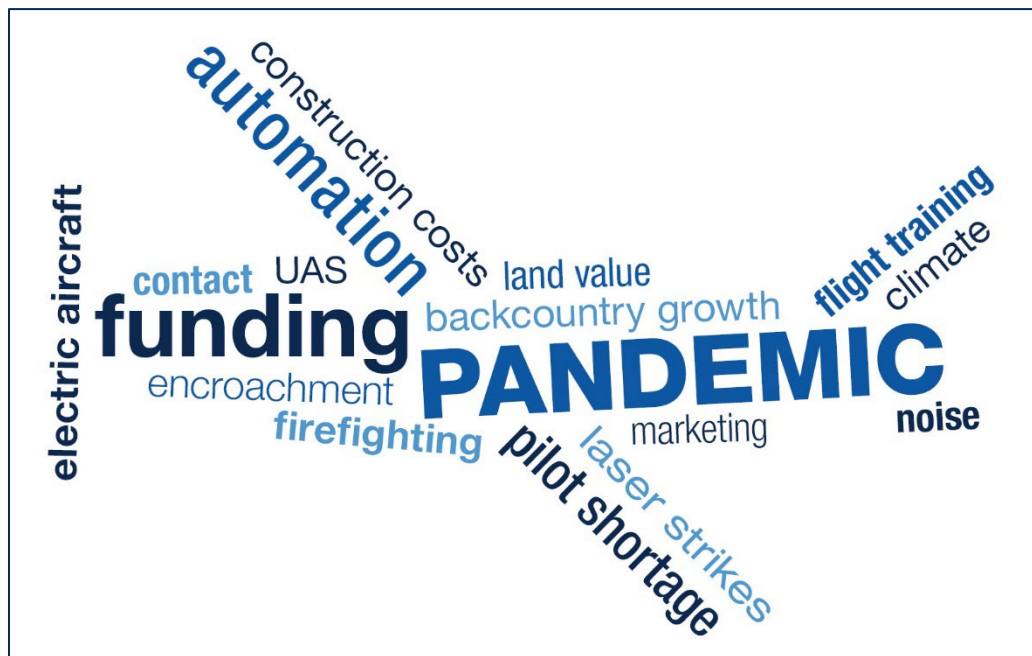 construction costs
automation
electric aircraft
contact
UAS
land value
flight training
climate
funding
backcountry growth
PANDEMIC
encroachment
firefighting
marketing
noise
pilot shortage
laser strikes